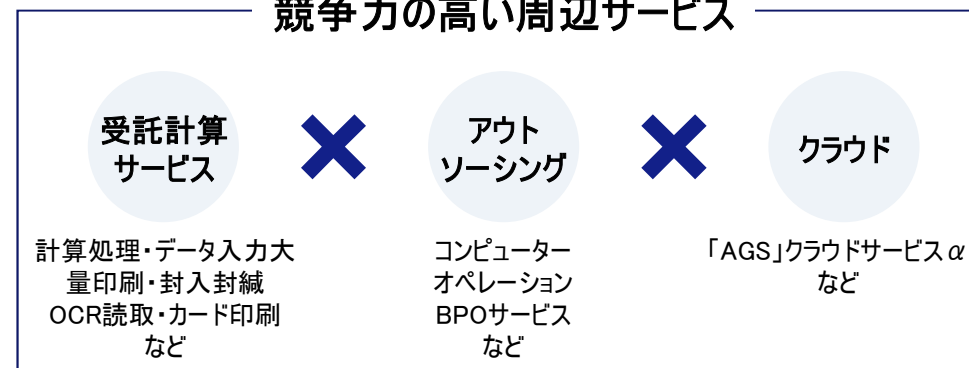 競争力の高い周辺サービス
受託計算
サービス
アウト
ソーシング
クラウド
計算処理・データ入力大
量印刷・封入封緘
OCR読取・カード印刷
など
コンピューター
オペレーション
BPOサービス
など
「AGS」クラウドサービスα
など